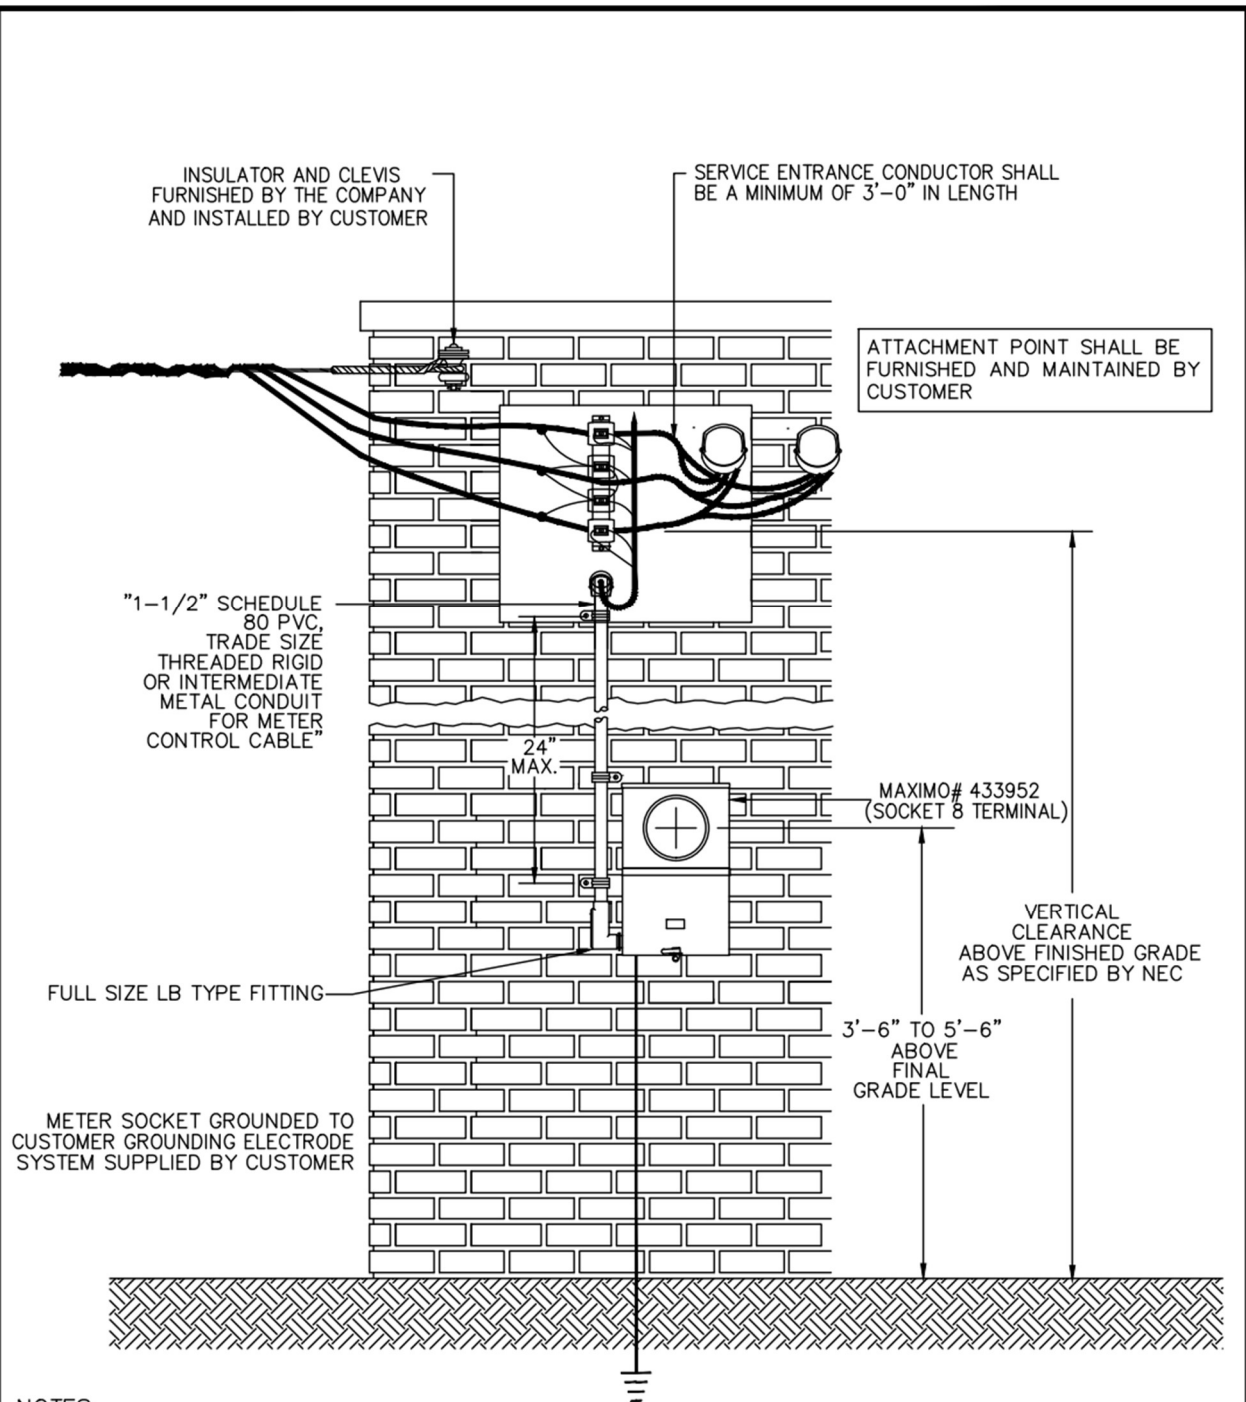 INSULATOR AND CLEVIS
FURNISHED BY THE COMPANY
AND INSTALLED BY CUSTOMER
SERVICE ENTRANCE CONDUCTOR SHALL
BE A MINIMUM OF 3'-0" IN LENGTH
ATTACHMENT POINT SHALL BE
FURNISHED AND MAINTAINED BY
CUSTOMER
"1-1/2" SCHEDULE
80 PVC,
TRADE SIZE
THREADED RIGID
OR INTERMEDIATE
METAL CONDUIT
FOR METER
CONTROL CABLE"
24"
MAX.
MAXIMO# 433952
(SOCKET 8 TERMINAL)
VERTICAL
CLEARANCE
ABOVE FINISHED GRADE
AS SPECIFIED BY NEC
FULL SIZE LB TYPE FITTING
3'-6" TO 5'-6"
ABOVE
FINAL
GRADE LEVEL
METER SOCKET GROUNDED TO
CUSTOMER GROUNDING ELECTRODE
SYSTEM SUPPLIED BY CUSTOMER